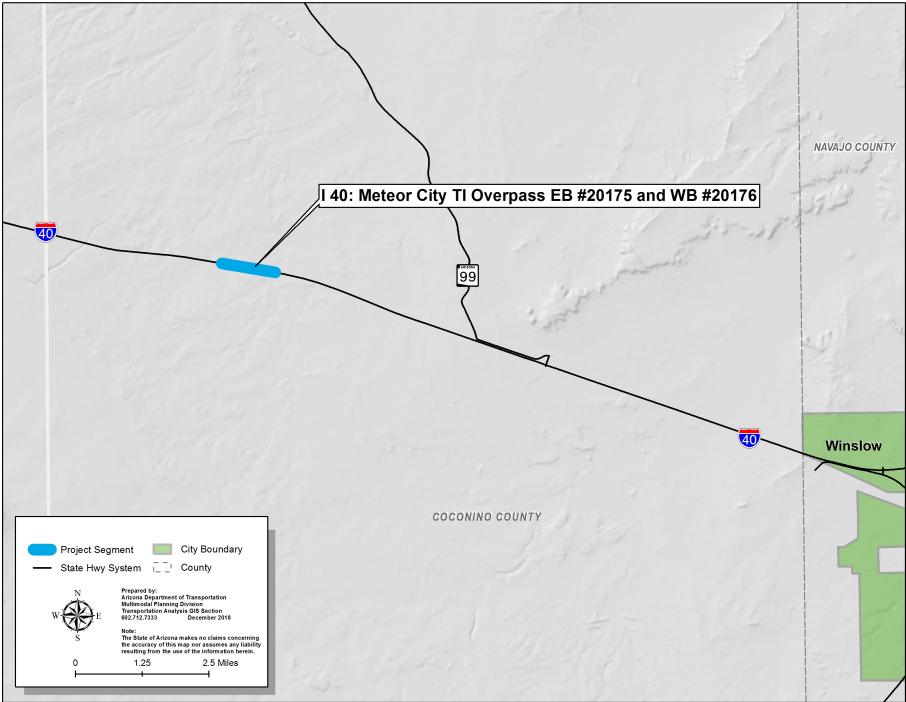 NAVAJO COUNTY
I 40: Meteor City TI Overpass EB #20175 and WB #20176
40
ARIZONA
99
40
Winslow
COCONINO COUNTY
Project Segment
City Boundary
State Hwy System
County
N
W
E
S
Prepared by:
Arizona Department of Transportation
Multimodal Planning Division
Transportation Analysis GIS Section
602.712.7333 December 2018
Note:
The State of Arizona makes no claims concerning
the accuracy of this map nor assumes any liability
resulting from the use of the information herein.
0 1.25 2.5 Miles